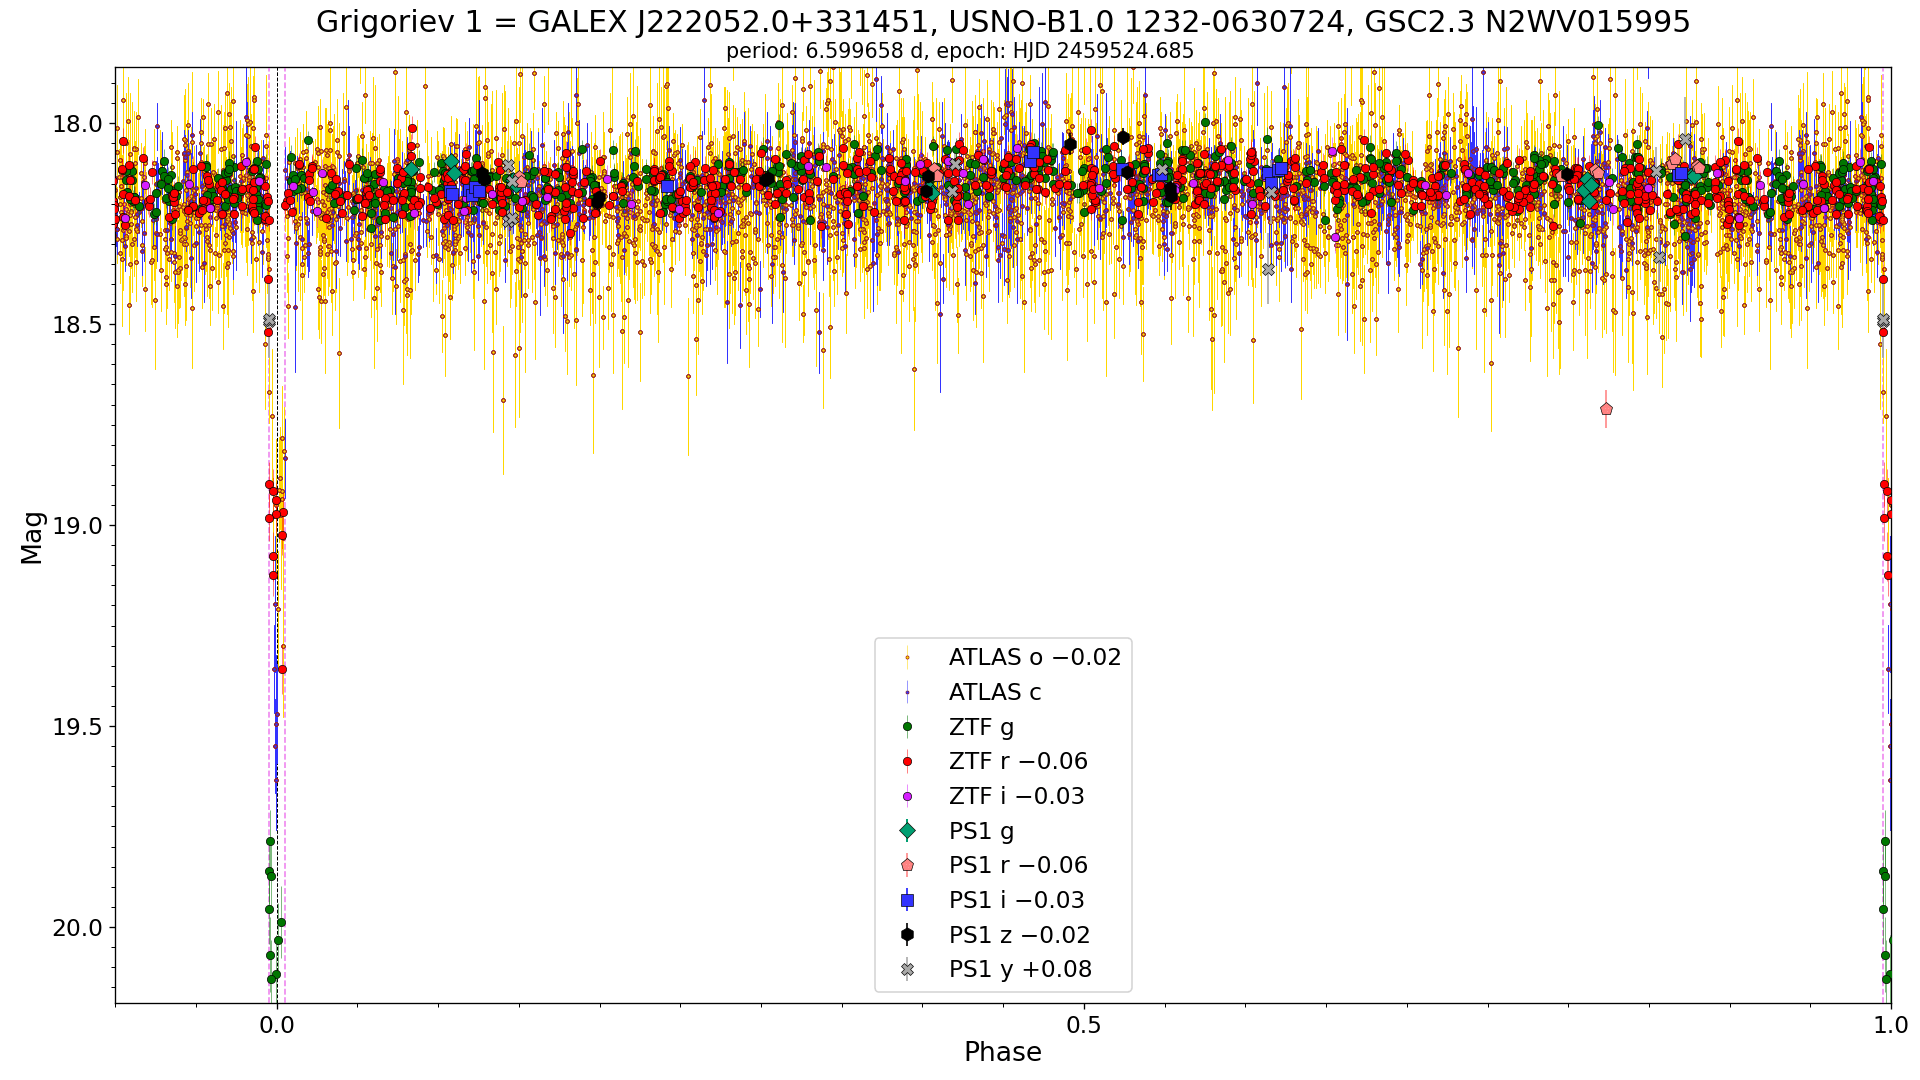 Grigoriev 1 = GALEX J222052.0+331451, USNO-B1.0 1232-0630724, GSC2.3 N2WV015995
period: 6.599658 d, epoch: HJD 2459524.685
Mag
18.0
18.5
19.0
19.5
20.0
ATLAS o −0.02
ATLAS c
ZTF g
ZTF r −0.06
ZTF i −0.03
PS1 g
PS1 r −0.06
PS1 i −0.03
PS1 z −0.02
PS1 y +0.08
0.0 0.5 1.0
Phase